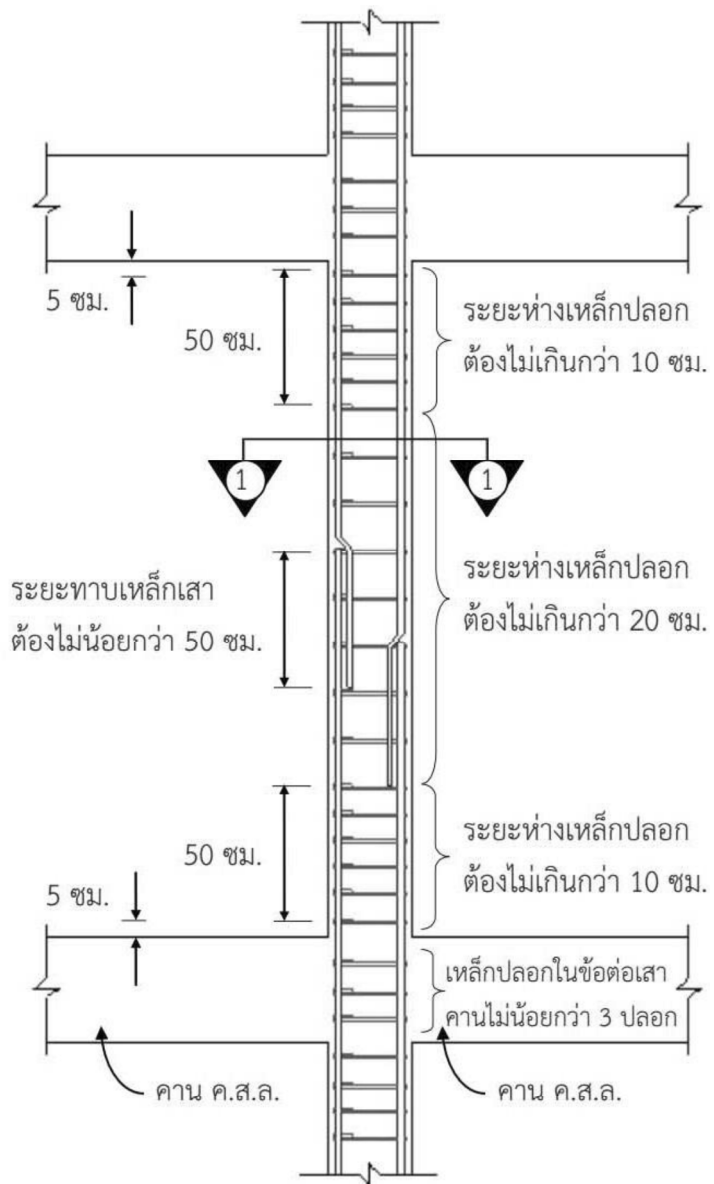 5 ซม.
50 ซม.
ระยะห่างเหล็กปลอก
ต้องไม่เกินกว่า 10 ซม.
1
1
ระยะทาบเหล็กเสา
ต้องไม่น้อยกว่า 50 ซม.
ระยะห่างเหล็กปลอก
ต้องไม่เกินกว่า 20 ซม.
50 ซม.
ระยะห่างเหล็กปลอก
ต้องไม่เกินกว่า 10 ซม.
5 ซม.
เหล็กปลอกในข้อต่อเสา
คานไม่น้อยกว่า 3 ปลอก
คาน ค.ส.ล.
คาน ค.ส.ล.